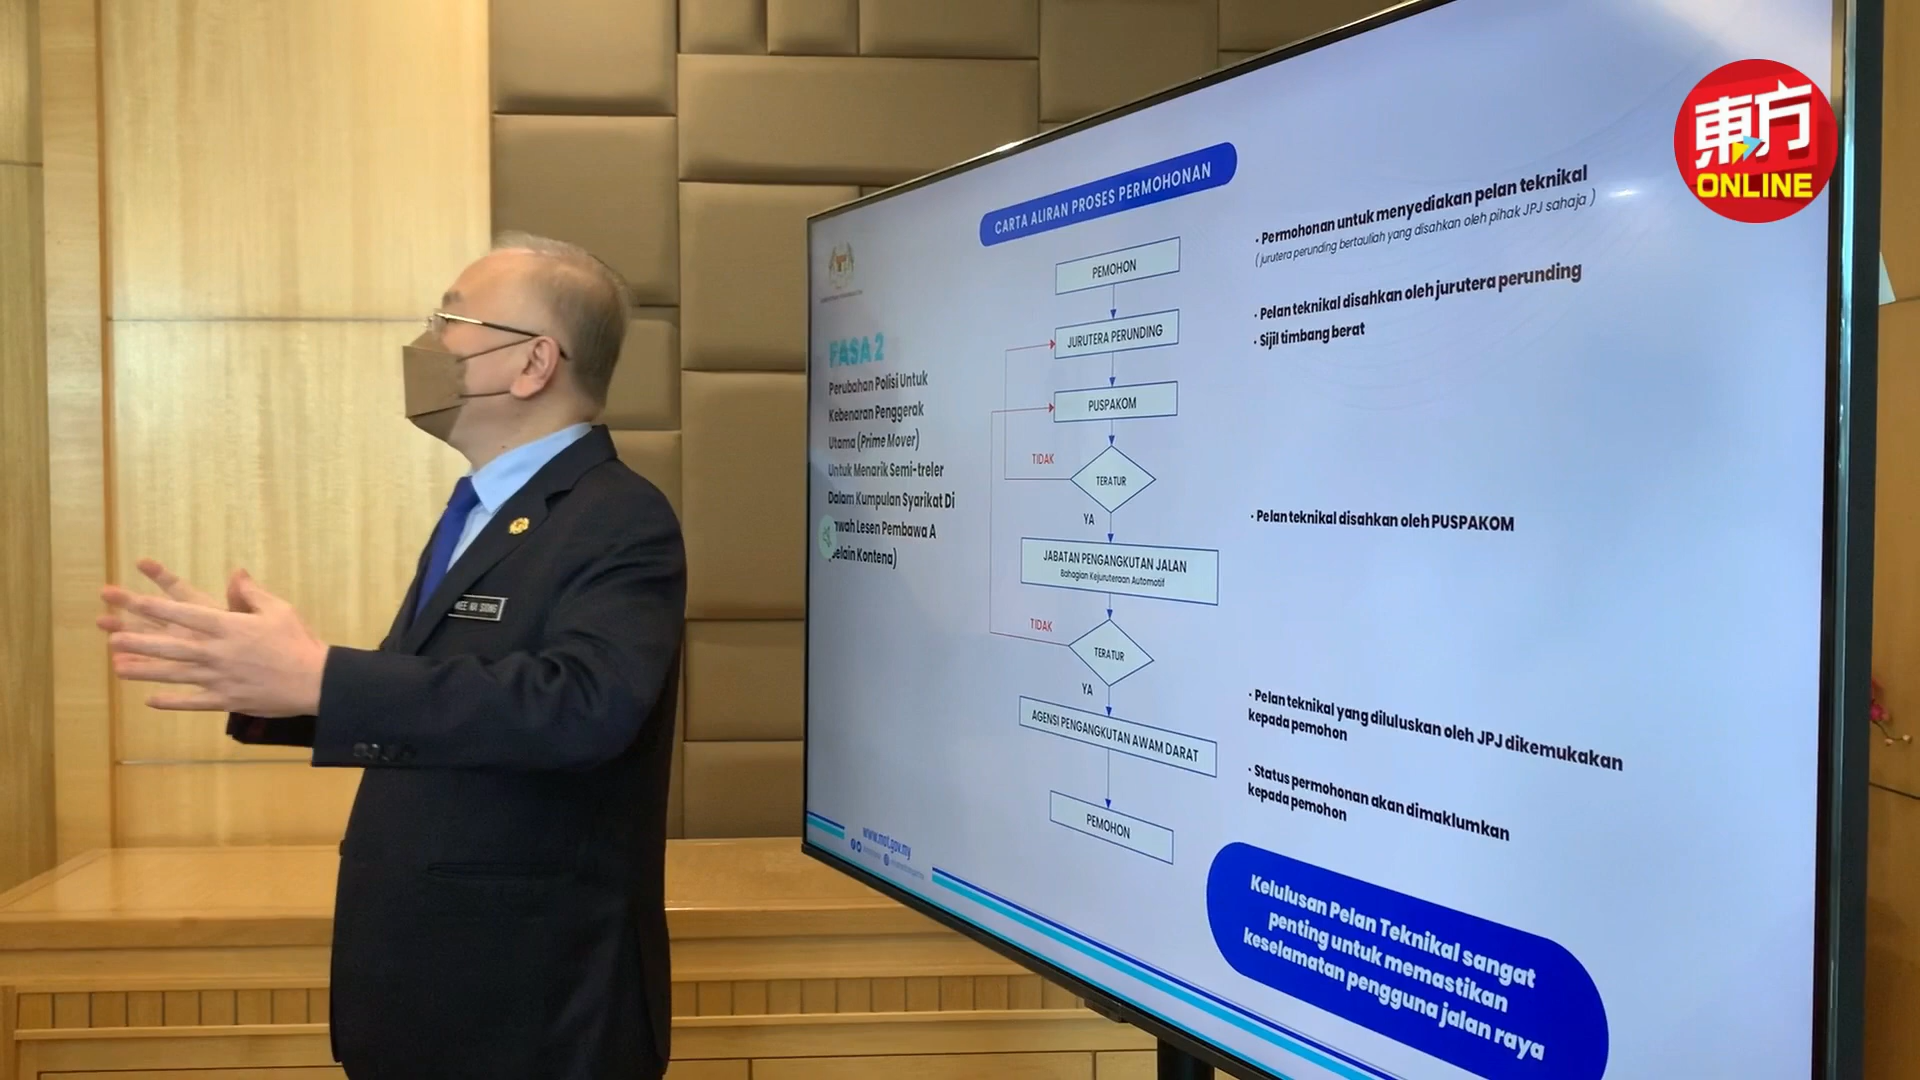 東方
ONLINE
CARTA ALIRAN PROSES PERMOHONAN
FASA 2
Perubahan Polisi Untuk
Kebenaran Penggerak
Utama (Prime Mover)
Untuk Menarik Semi-treler
Dalam Kumpulan Syarikat Di
Lesen Pembawa A
Kontena)
PEMOHON
JURUTERA PERUNDING
PUSPAKOM
TIDAK
TERATUR
YA
JABATAN PENGANGKUTAN JALAN
Bahagian Kejuruteraan Automotif
TIDAK
TERATUR
YA
AGENSI PENGANGKUTAN AWAM DARAT
PEMOHON
• Permohonan untuk menyediakan pelan teknikal
( jurutera perunding bertauliah yang disahkan oleh pihak JPJ sahaja )
• Pelan teknikal disahkan oleh jurutera perunding
• Sijil timbang berat
• Pelan teknikal disahkan oleh PUSPAKOM
• Pelan teknikal yang diluluskan oleh JPJ dikemukakan
kepada pemohon
• Status permohonan akan dimaklumkan
kepada pemohon
Kelulusan Pelan Teknikal sangat
penting untuk memastikan
keselamatan pengguna jalan raya
www.mot.gov.my
WEE KA SIONG